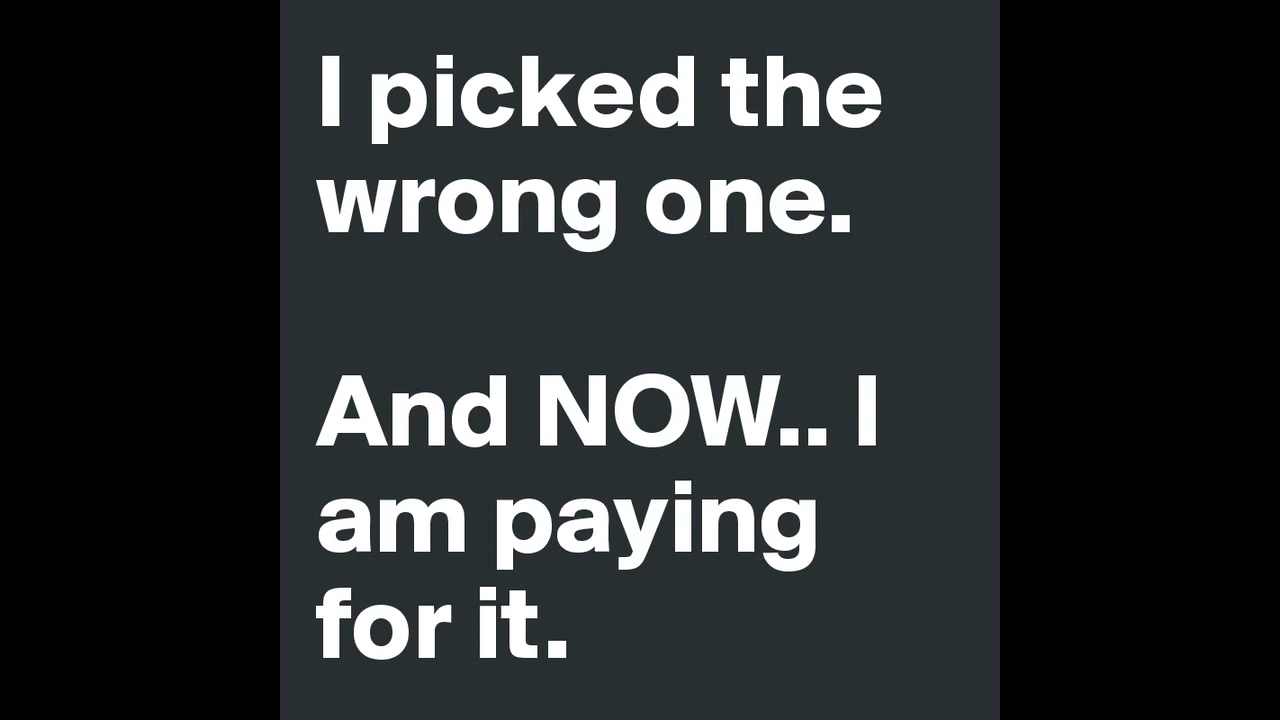 I picked the
wrong one.
And NOW.. I
am paying
for it.